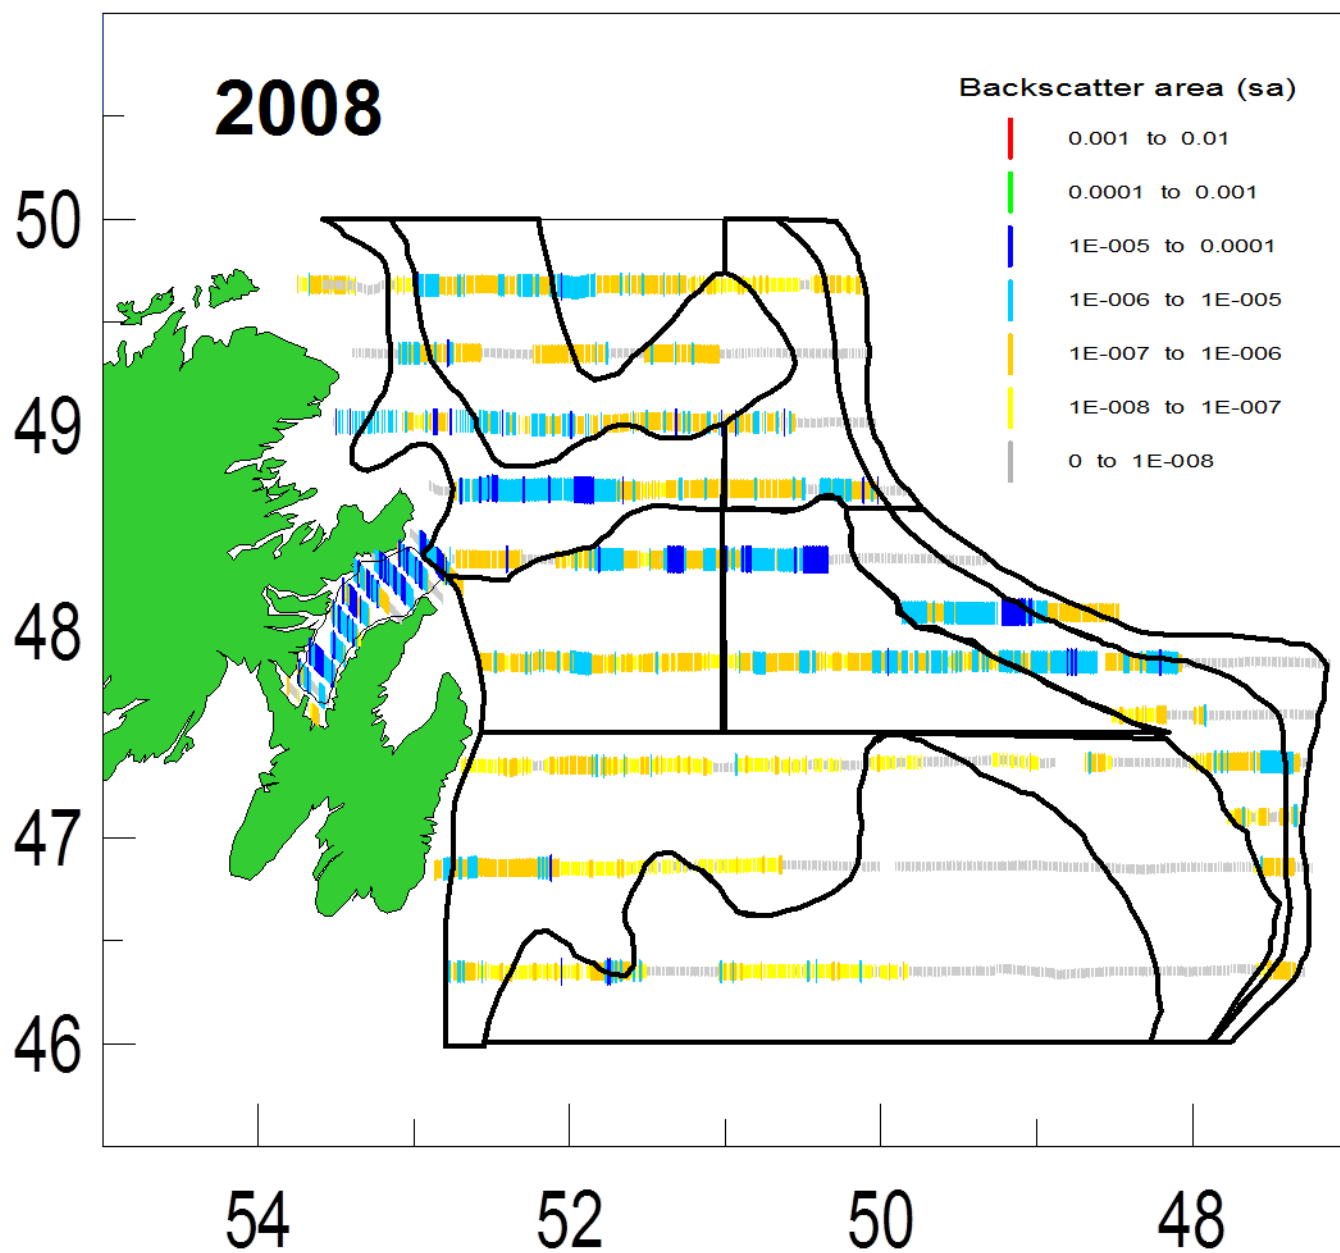 2008
Backscatter area (sa)
0.001 to 0.01
0.0001 to 0.001
1E-005 to 0.0001
1E-006 to 1E-005
1E-007 to 1E-006
1E-008 to 1E-007
0 to 1E-008
50
49
48
47
46
54 52 50 48